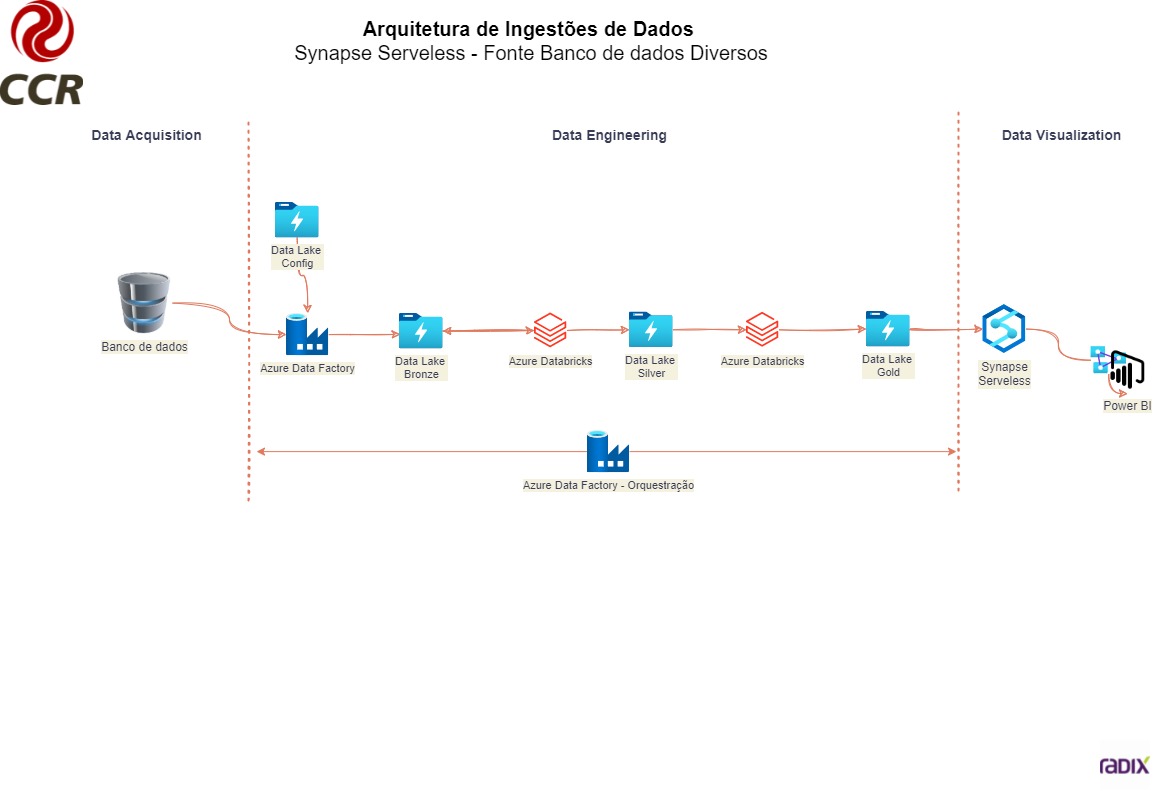 CCR
Arquitetura de Ingestões de Dados
Synapse Serveless - Fonte Banco de dados Diversos
Data Acquisition
Data Engineering
Data Visualization
Data Lake
Config
Banco de dados
Azure Data Factory
Data Lake
Bronze
Azure Databricks
Data Lake
Silver
Azure Databricks
Data Lake
Gold
Synapse
Serveless
Power BI
Azure Data Factory - Orquestração
radix